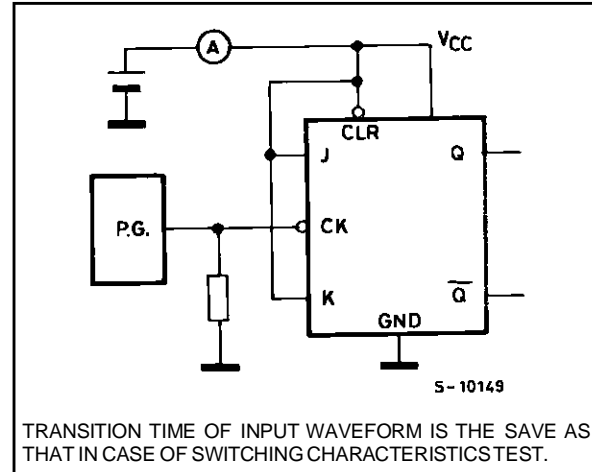 A
VCC
CLR
J
Q
P.G.
CK
K
Q
GND
S-10149
TRANSITION TIME OF INPUT WAVEFORM IS THE SAVE AS
THAT IN CASE OF SWITCHING CHARACTERISTICS TEST.